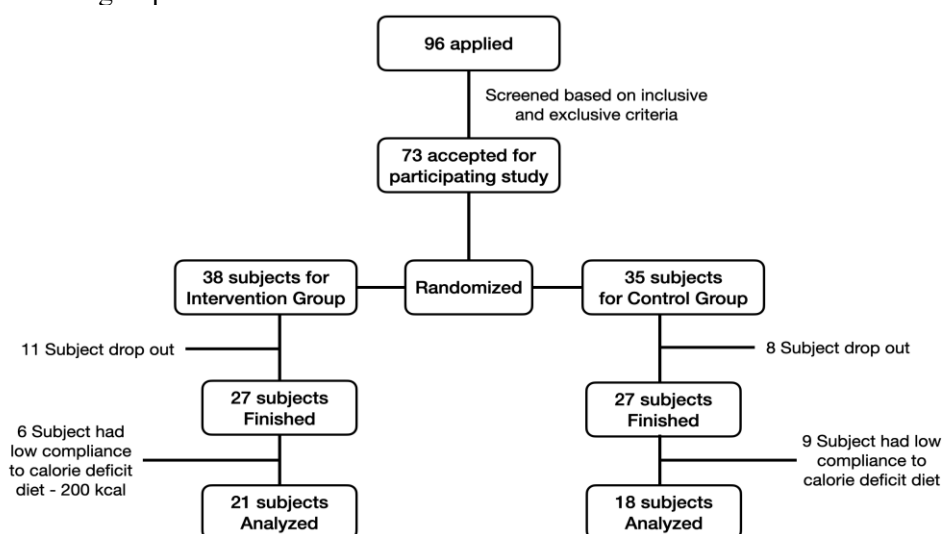 96 applied
Screened based on inclusive
and exclusive criteria
73 accepted for
participating study
38 subjects for
Intervention Group
Randomized
35 subjects
for Control Group
11 Subject drop out
8 Subject drop out
27 subjects
Finished
27 subjects
Finished
6 Subject had
low compliance
to calorie deficit
diet - 200 kcal
9 Subject had low
compliance to
calorie deficit diet
21 subjects
Analyzed
18 subjects
Analyzed